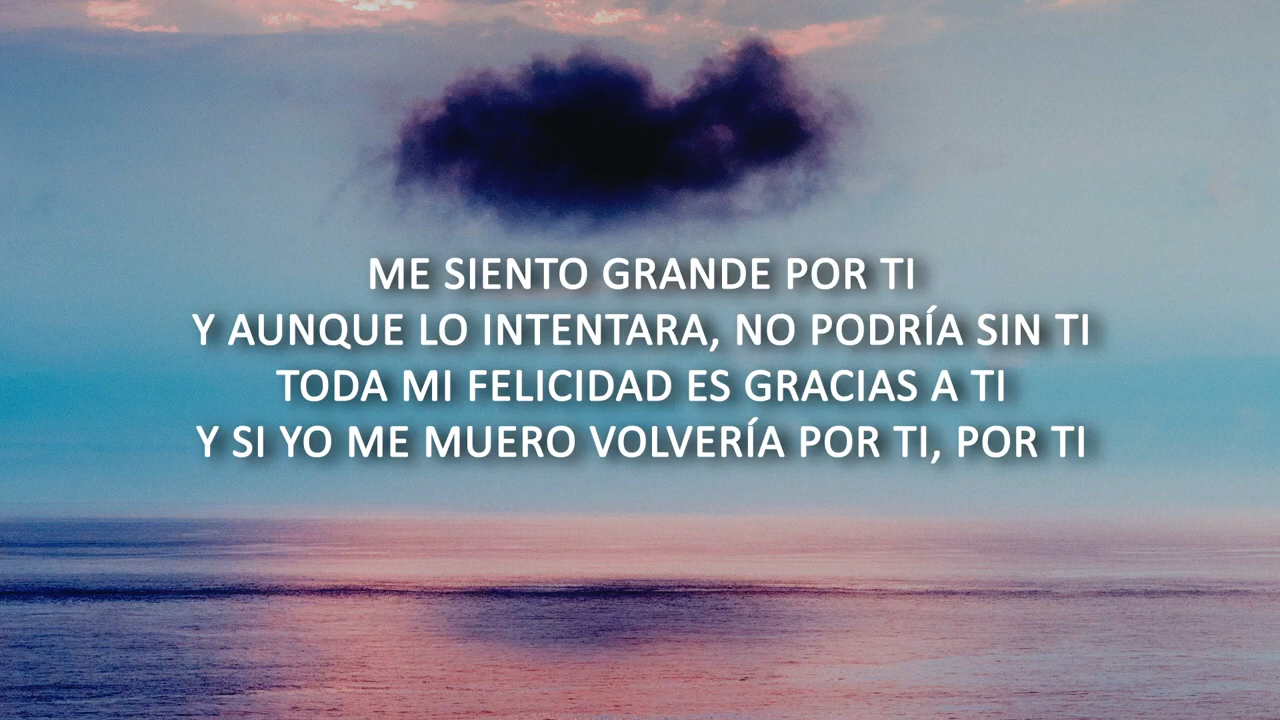 ME SIENTO GRANDE POR TI
Y AUNQUE LO INTENTARA, NO PODRÍA SIN TI
TODA MI FELICIDAD ES GRACIAS A TI
Y SI YO ME MUERO VOLVERÍA POR TI, POR TI